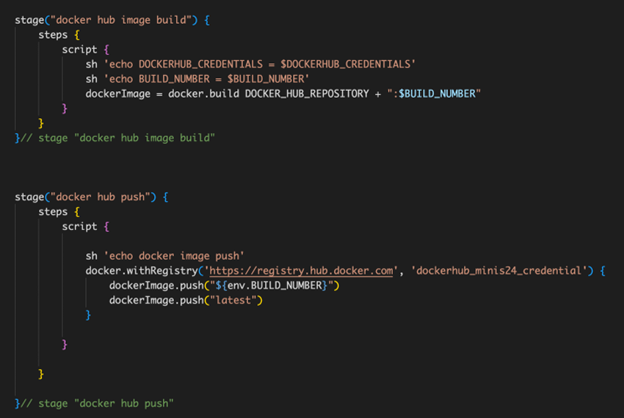 stage("docker hub image build") {
steps {
script {
sh 'echo DOCKERHUB_CREDENTIALS = $DOCKERHUB_CREDENTIALS'
sh 'echo BUILD_NUMBER = $BUILD_NUMBER'
dockerImage = docker.build DOCKER_HUB_REPOSITORY + ":$BUILD_NUMBER"
}
}
}// stage "docker hub image build"
stage("docker hub push") {
steps {
script {
sh 'echo docker image push'
docker.withRegistry('https://registry.hub.docker.com', 'dockerhub_minis24_credential') {
dockerImage.push("${env.BUILD_NUMBER}")
dockerImage.push("latest")
}
}
}
}// stage "docker hub push"